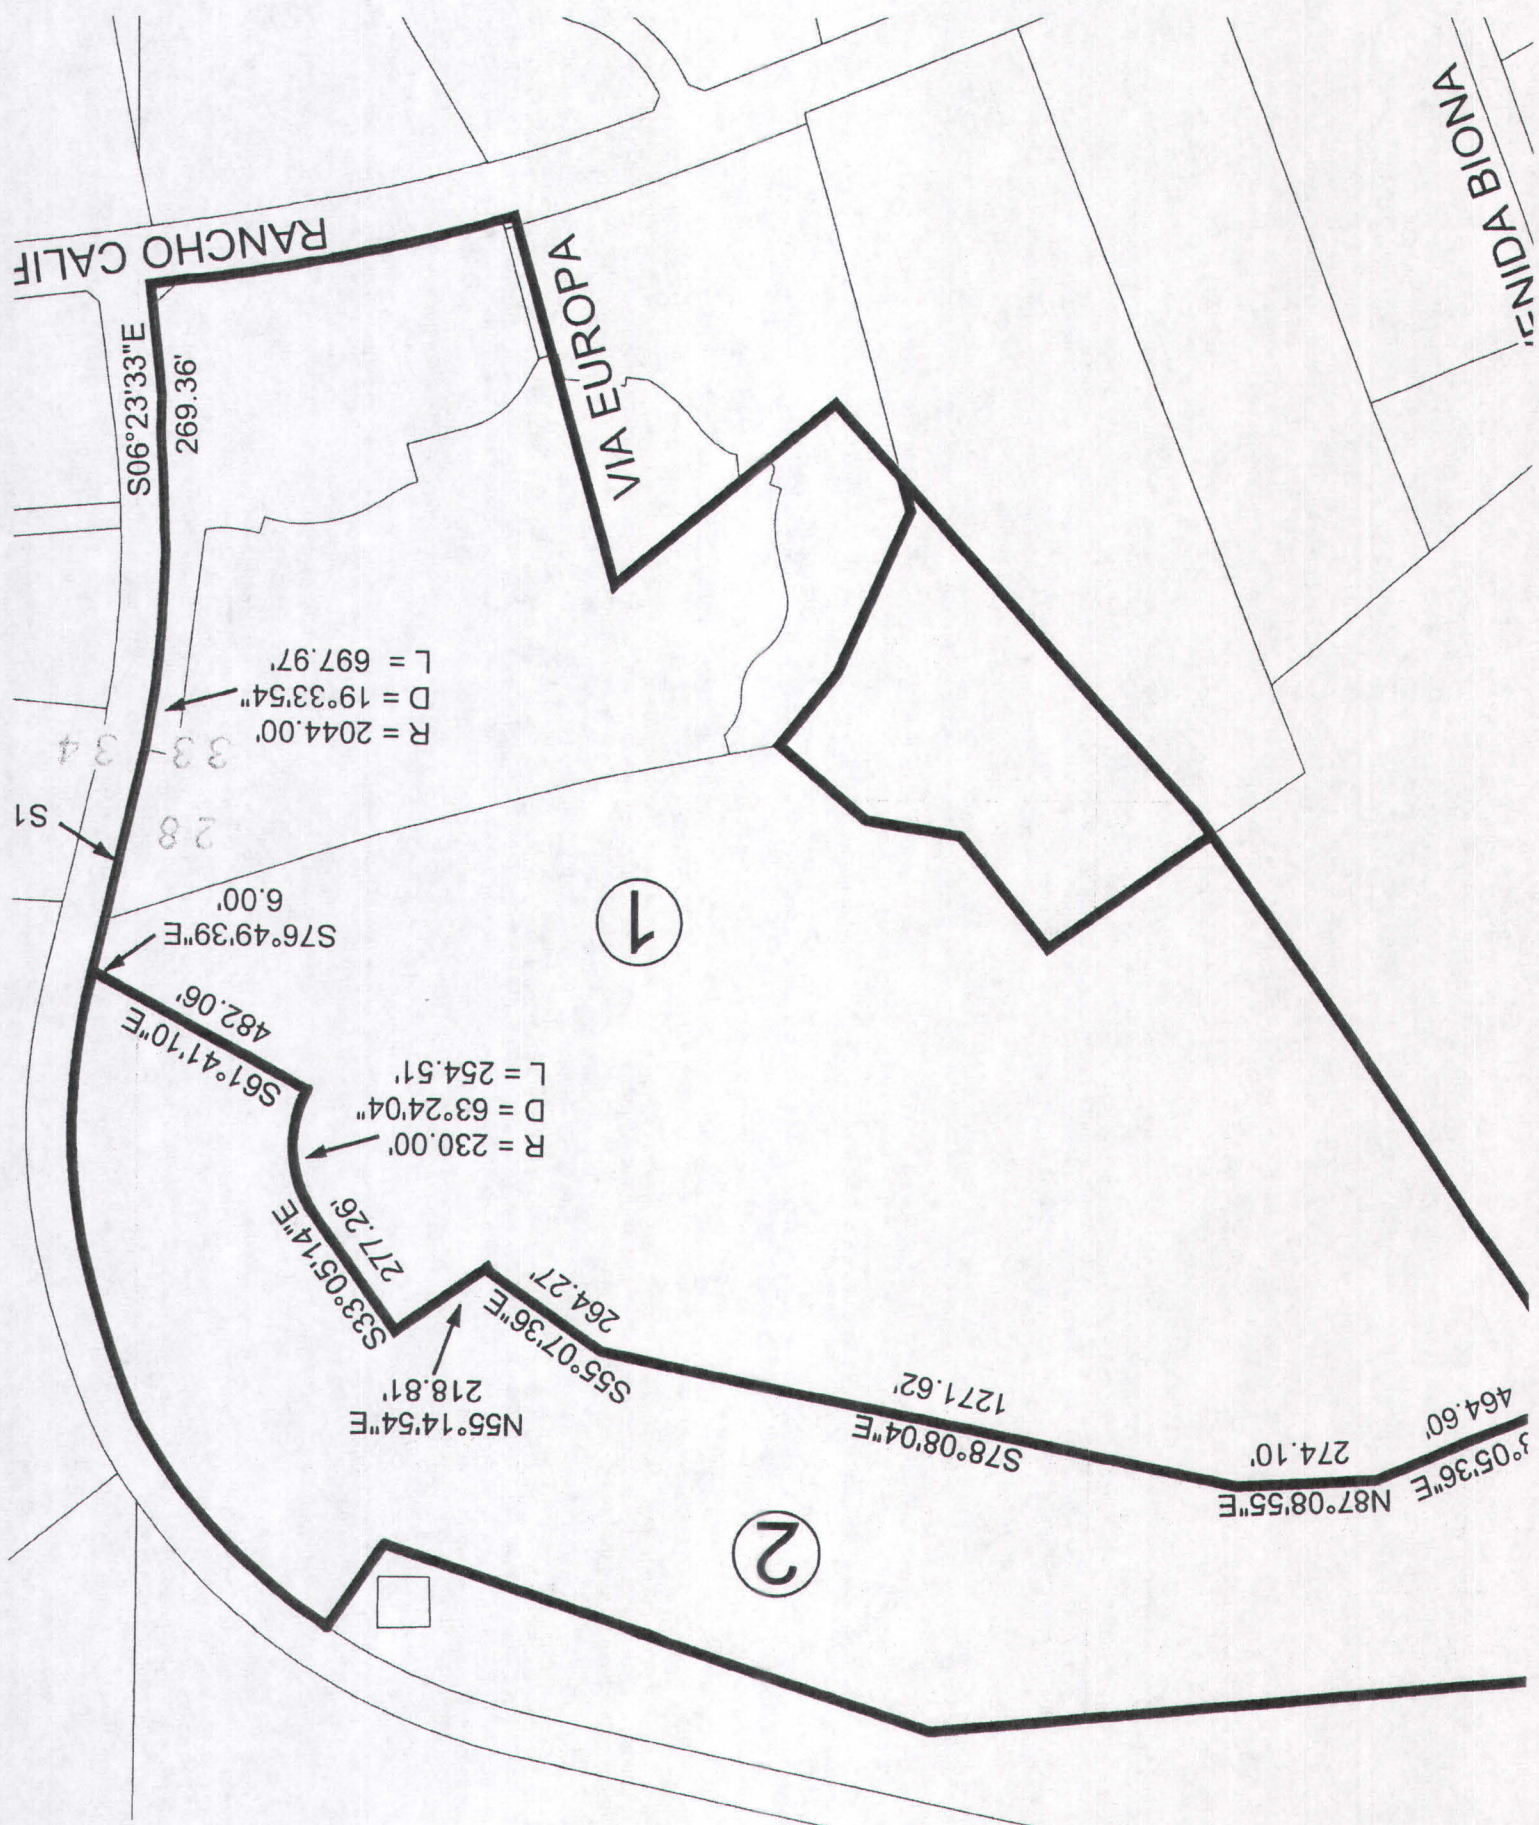 RANCHO CALIF
S06°23'33"E
269.36'
VIA EUROPA
ENIDA BIONA
R = 2044.00'
D = 19°33'54"
L = 697.97'
34
33
28
S1
S76°49'39"E
6.00'
S61°41'10"E
482.06'
1
R = 230.00'
D = 63°24'04"
L = 254.51'
S33°05'14"E
277.26'
N55°14'54"E
218.81'
S55°07'36"E
264.27'
S78°08'04"E
1271.62'
N87°08'55"E
274.10'
3°05'36"E
464.60'
2